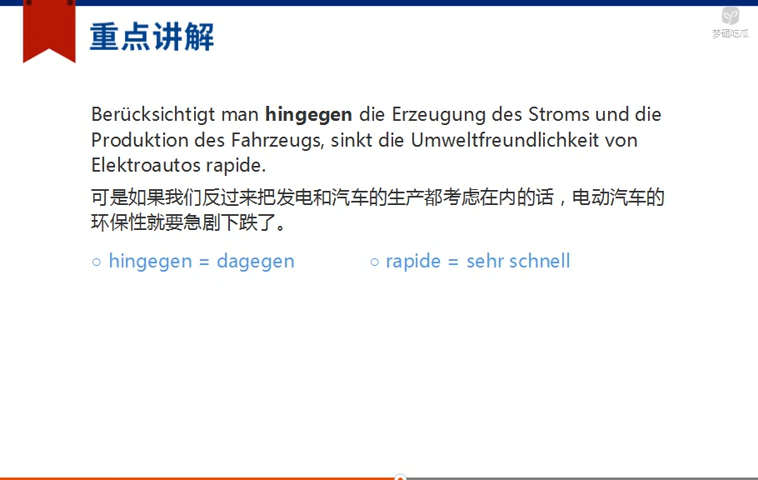 重点讲解
梦醒吃瓜
Berücksichtigt man hingegen die Erzeugung des Stroms und die
Produktion des Fahrzeugs, sinkt die Umweltfreundlichkeit von
Elektroautos rapide.
可是如果我们反过来把发电和汽车的生产都考虑在内的话，电动汽车的
环保性就要急剧下跌了。
○ hingegen = dagegen ○ rapide = sehr schnell